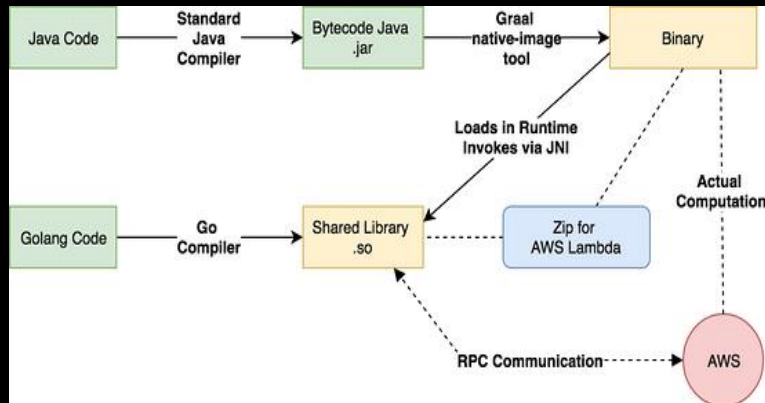 Java Code
Standard
Java
Compiler
Bytecode Java
.jar
Graal
native-image
tool
Binary
Loads in Runtime
Invokes via JNI
Actual
Computation
Golang Code
Go
Compiler
Shared Library
.so
Zip for
AWS Lambda
RPC Communication
AWS